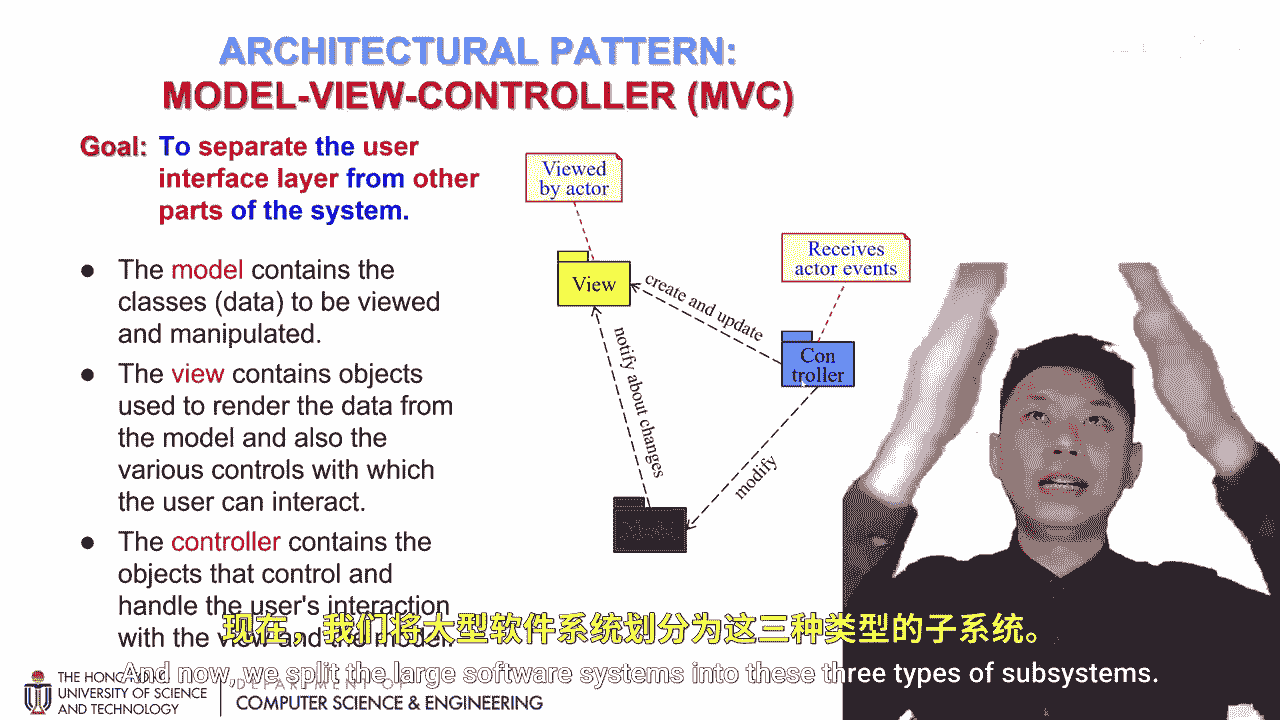 ARCHITECTURAL PATTERN:
MODEL-VIEW-CONTROLLER (MVC)
Goal: To separate the user
interface layer from other
parts of the system.
● The model contains the
classes (data) to be viewed
and manipulated.
● The view contains objects
used to render the data from
the model and also the
various controls with which
the user can interact.
● The controller contains the
objects that control and
handle the user's interaction
with the view and the model.
Viewed
by actor
View
Receives
actor events
create and update
Con
troller
notify about changes
modify
Model
现在，我们将大型软件系统划分为这三种类型的子系统。
And now, we split the large software systems into these three types of subsystems.
THE HONG KONG
UNIVERSITY OF SCIENCE
AND TECHNOLOGY
DEPARTMENT OF
COMPUTER SCIENCE & ENGINEERING